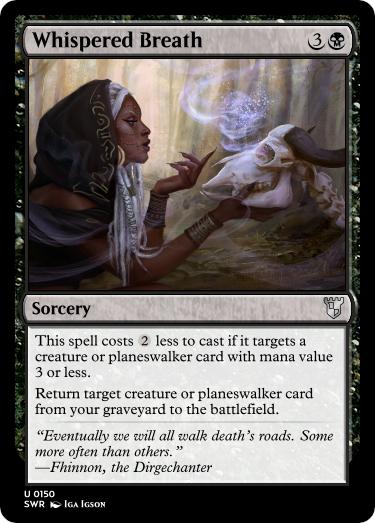 Whispered Breath 3
Sorcery
This spell costs 2 less to cast if it targets a
creature or planeswalker card with mana value
3 or less.
Return target creature or planeswalker card
from your graveyard to the battlefield.
“Eventually we will all walk death’s roads. Some
more often than others.”
—Fhinnon, the Dirgechanter
U 0150
SWR Iga Igson